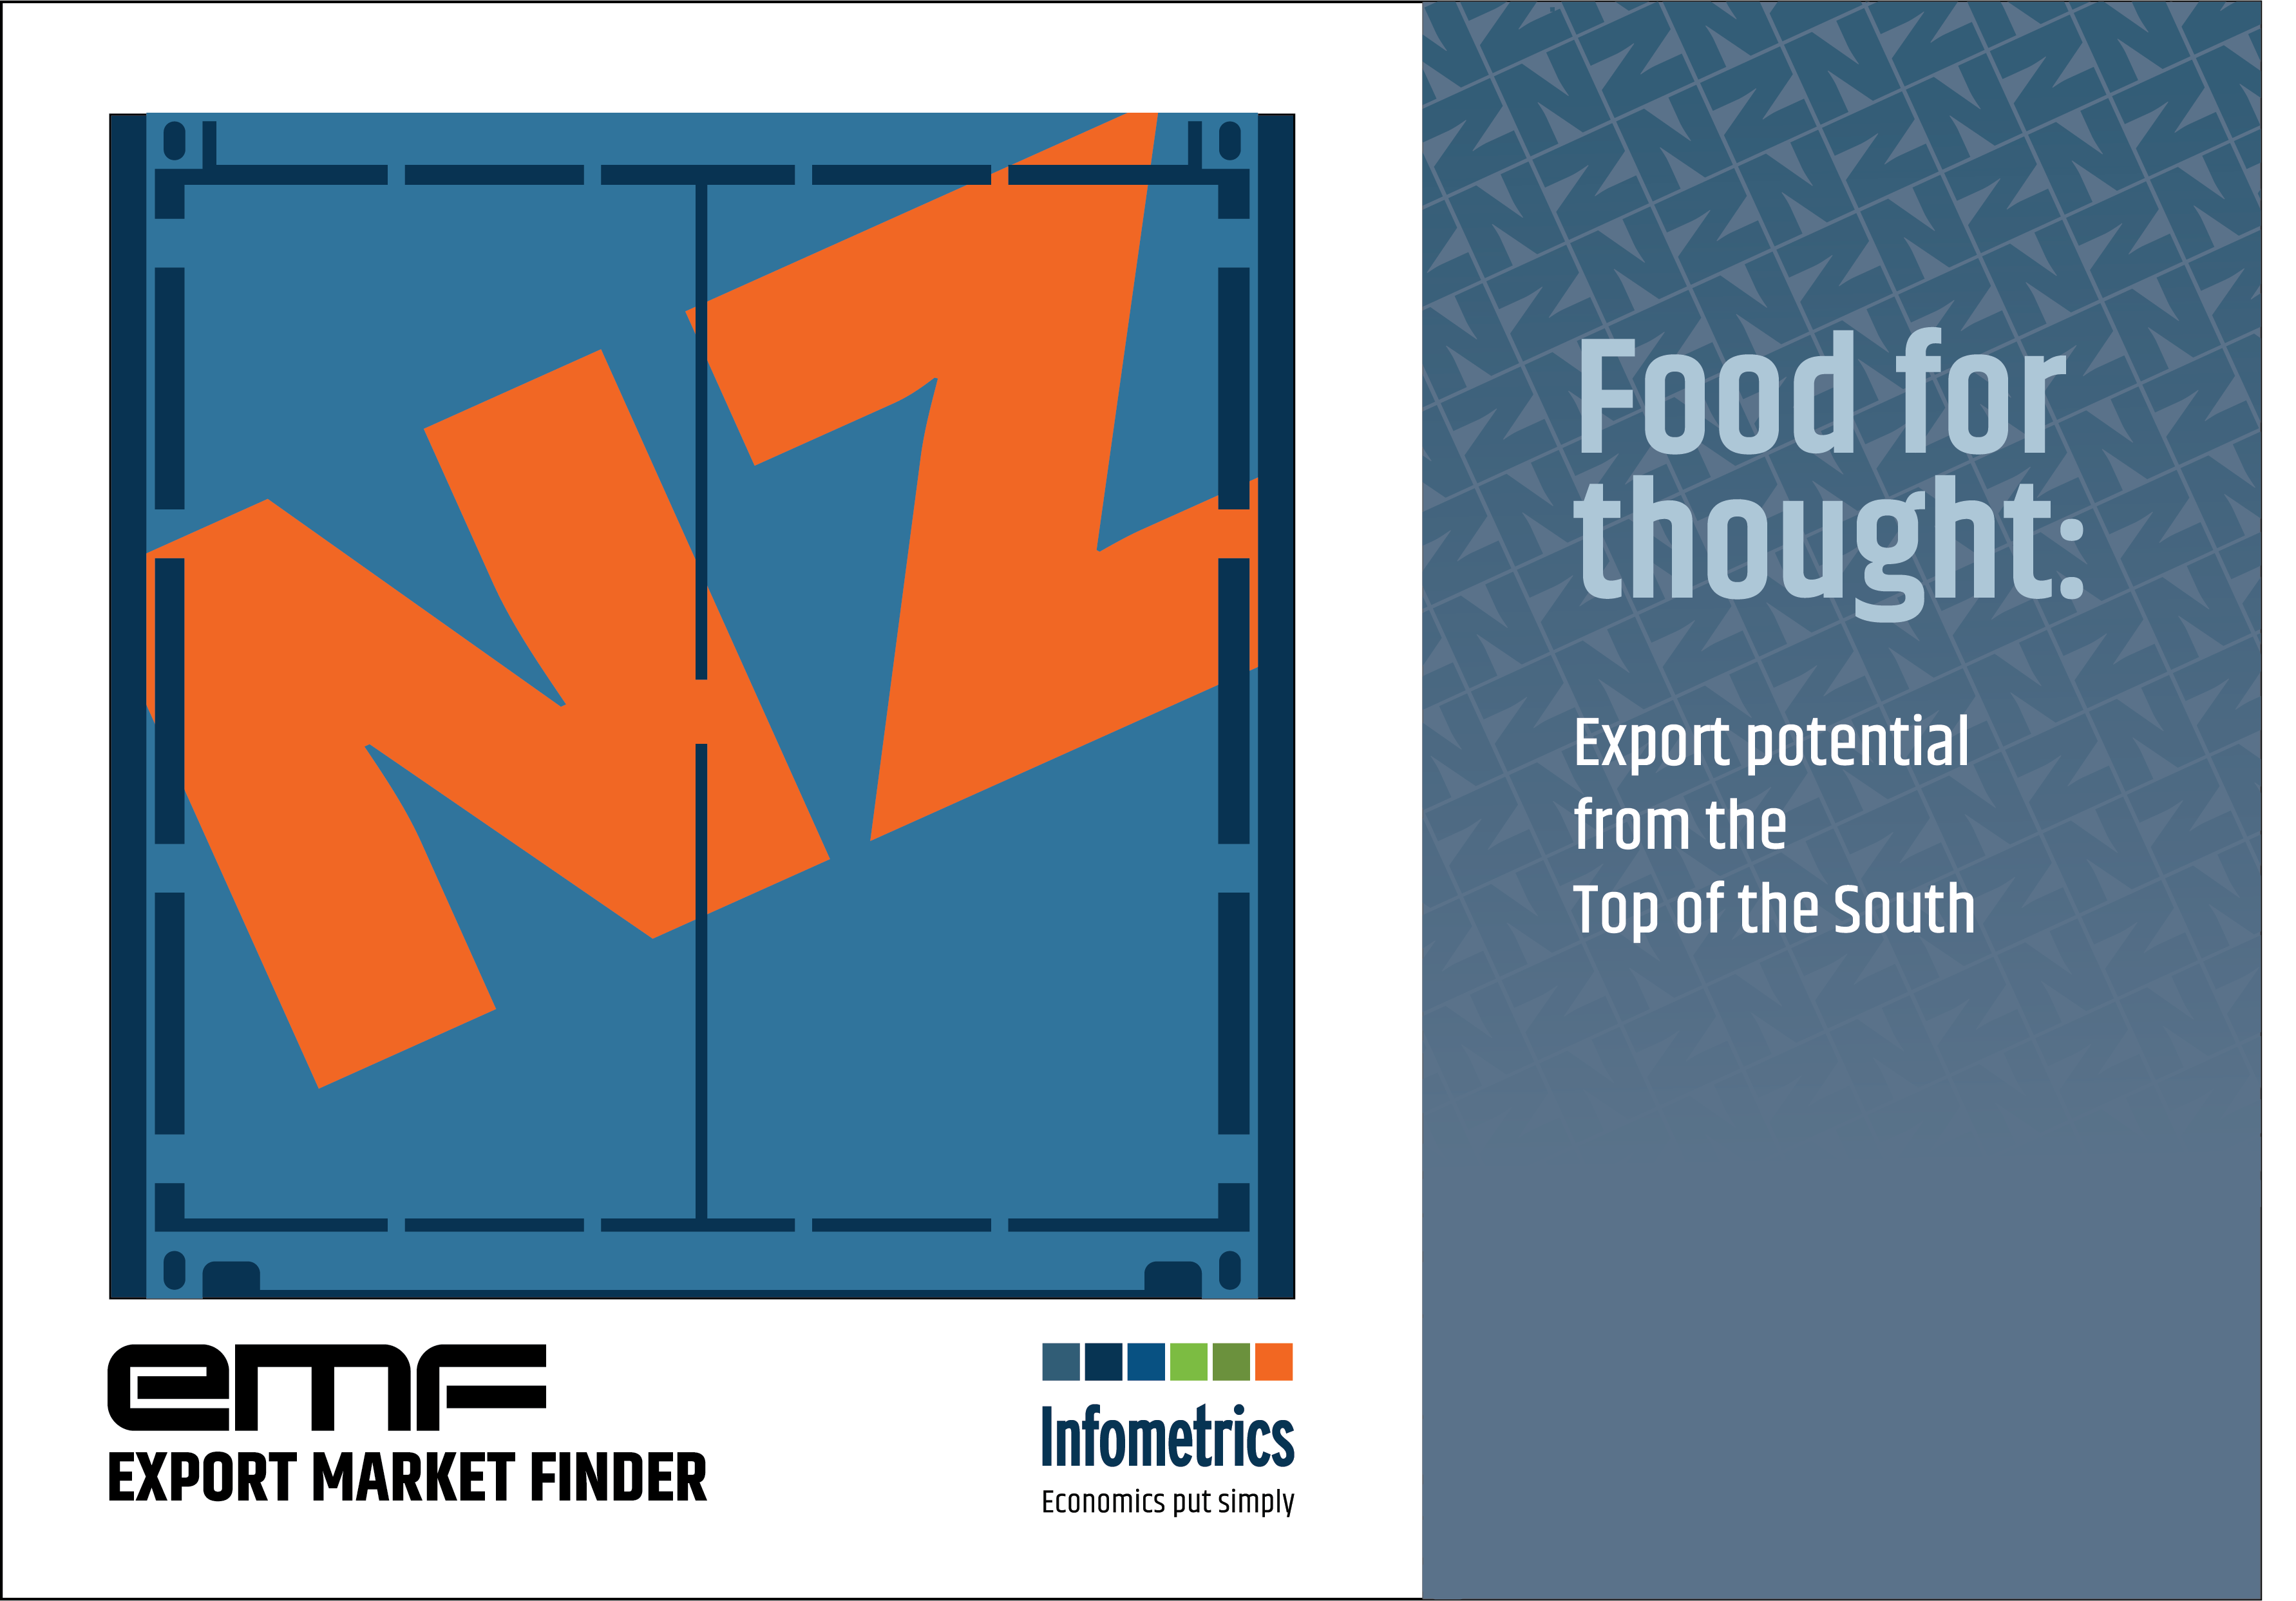 NZ
emf
EXPORT MARKET FINDER
Infometrics
Economics put simply
Food for
thought:
Export potential
from the
Top of the South